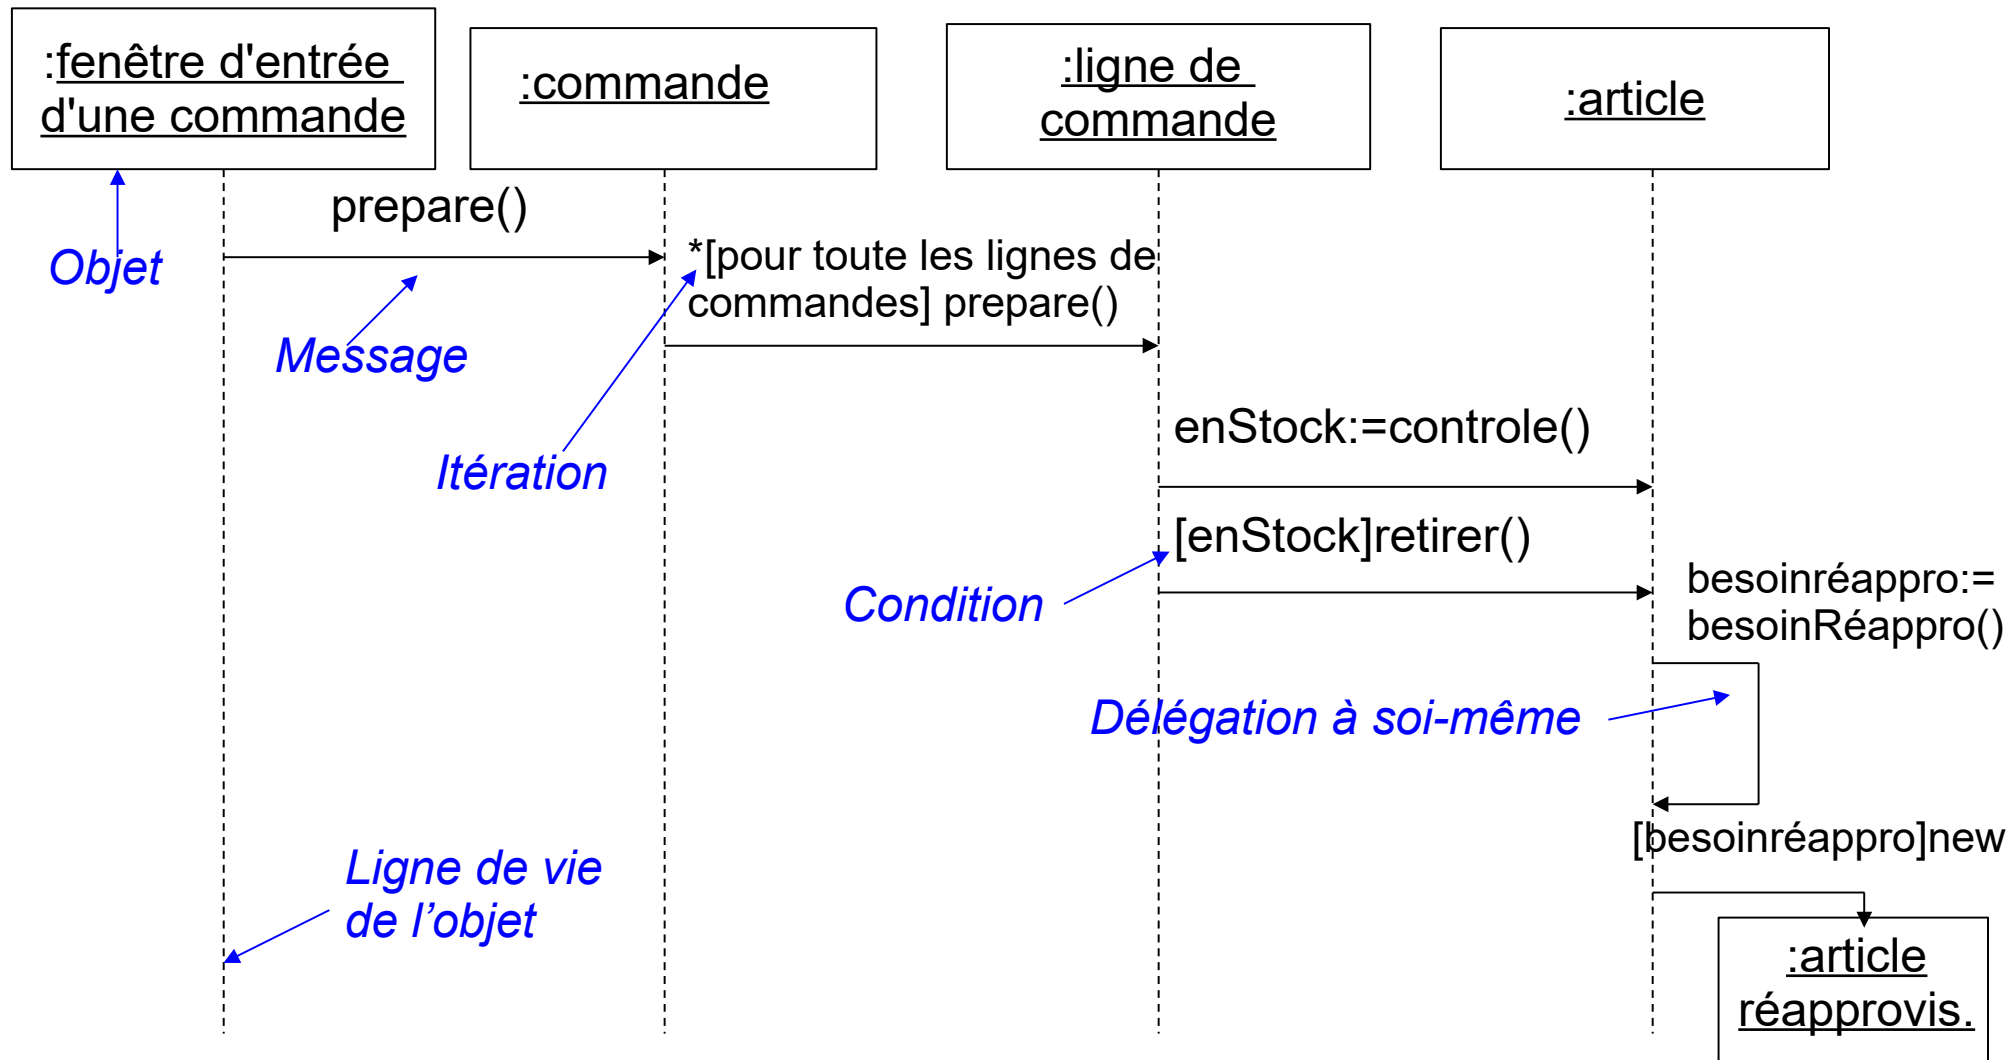 :fenêtre d'entrée
d'une commande
:commande
:ligne de
commande
:article
prepare()
Objet
*[pour toute les lignes de
commandes] prepare()
Message
Itération
enStock:=controle()
[enStock]retirer()
Condition
besoinréappro:=
besoinRéappro()
Délégation à soi-même
[besoinréappro]new
Ligne de vie
de l’objet
:article
réapprovis.